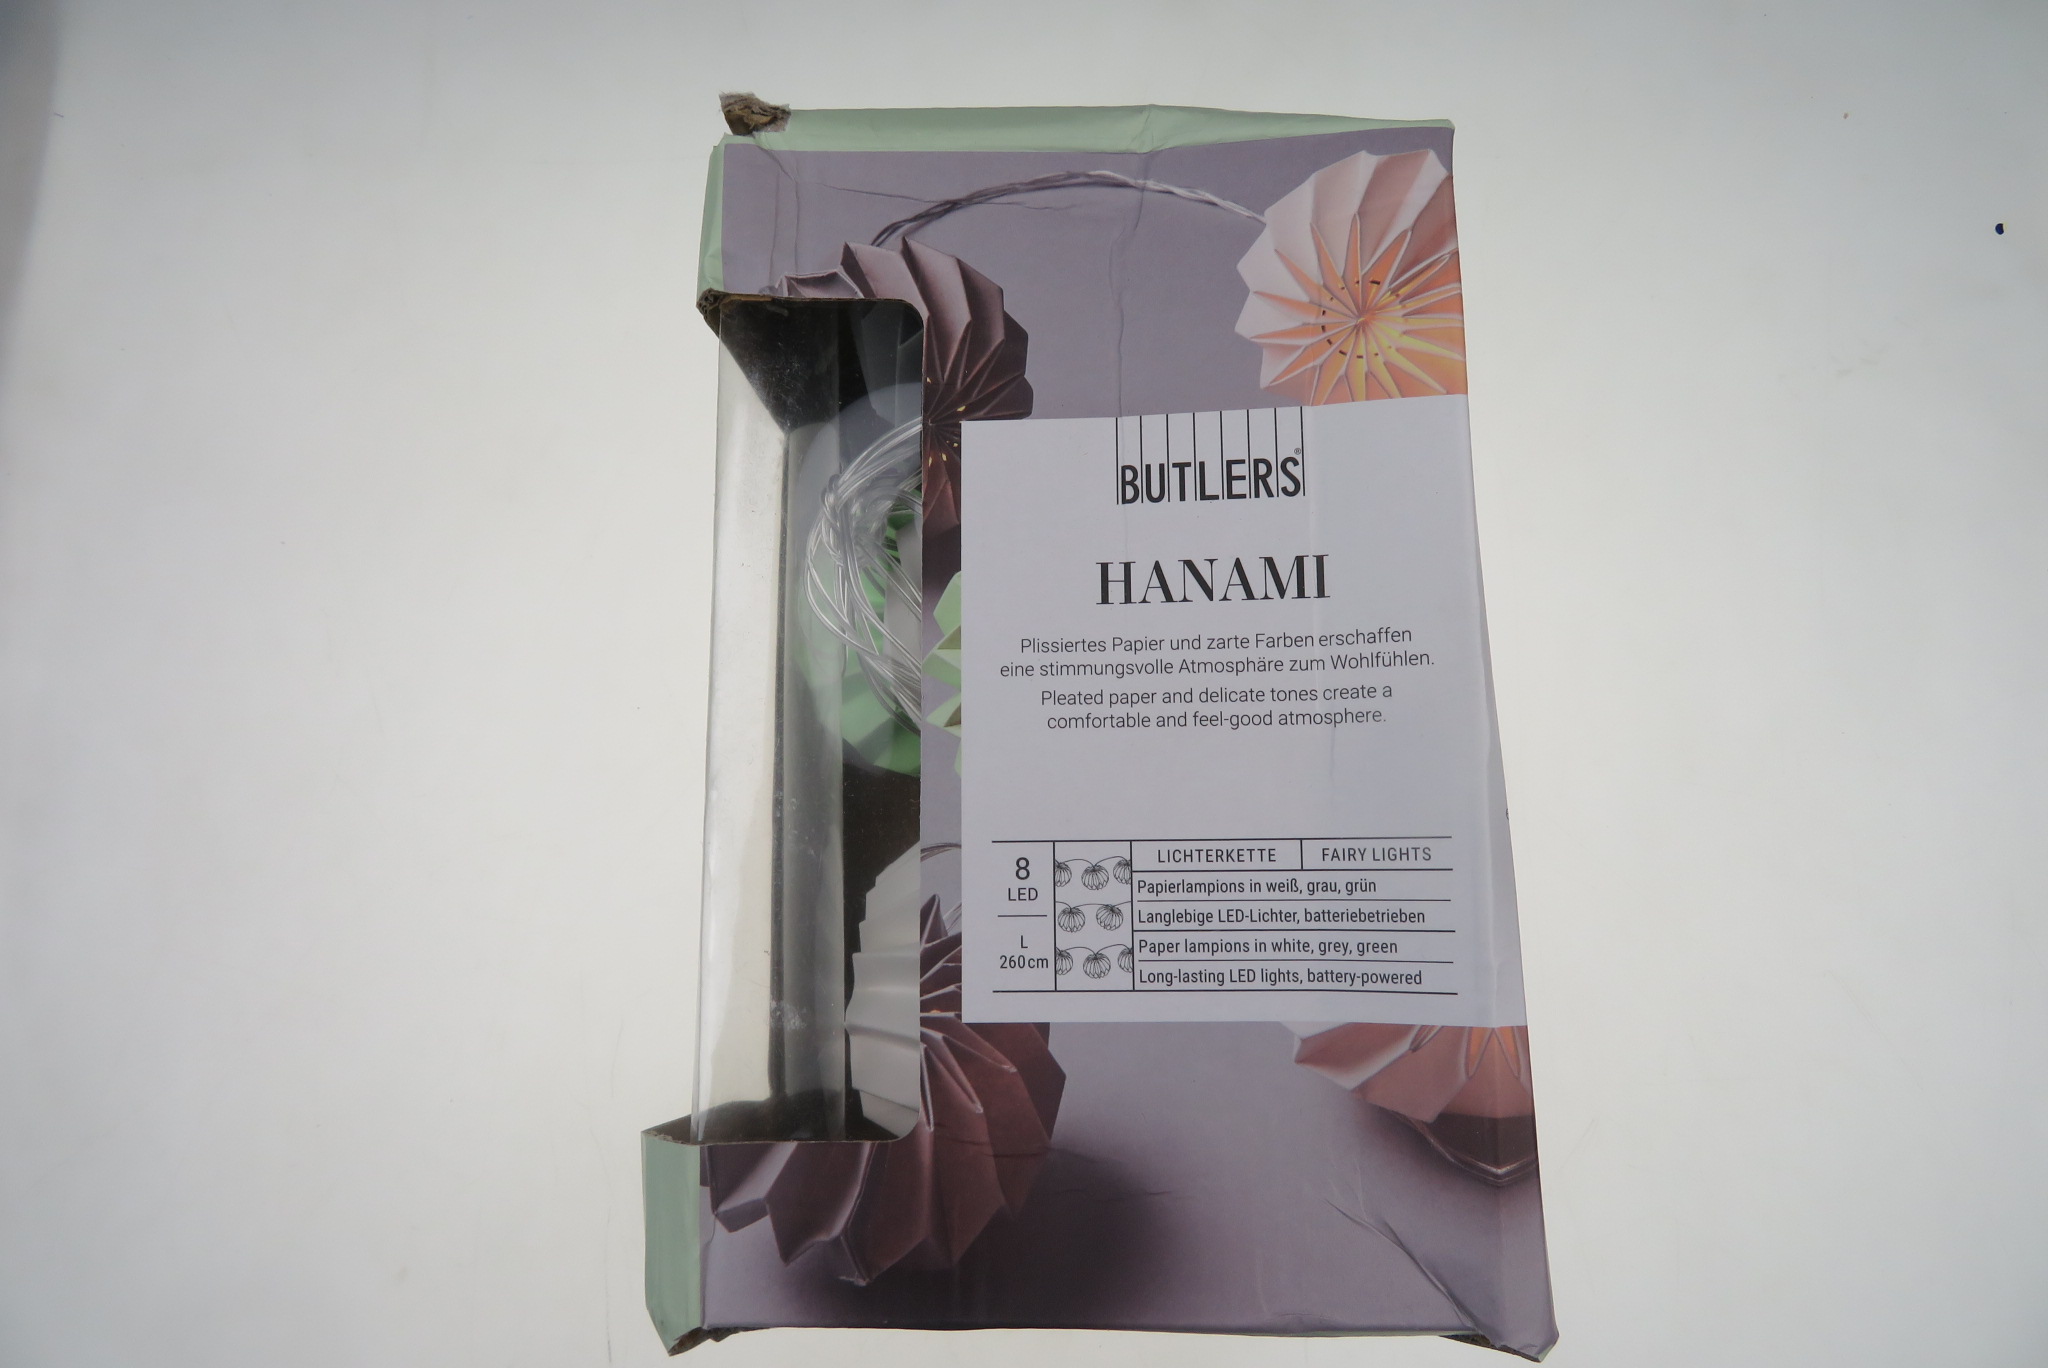 BUTLERS®
HANAMI
Plissiertes Papier und zarte Farben erschaffen
eine stimmungsvolle Atmosphäre zum Wohlfühlen.
Pleated paper and delicate tones create a
comfortable and feel-good atmosphere.
8
LED
L
260 cm
LICHTERKETTE
FAIRY LIGHTS
Papierlampions in weiß, grau, grün
Langlebige LED-Lichter, batteriebetrieben
Paper lampions in white, grey, green
Long-lasting LED lights, battery-powered